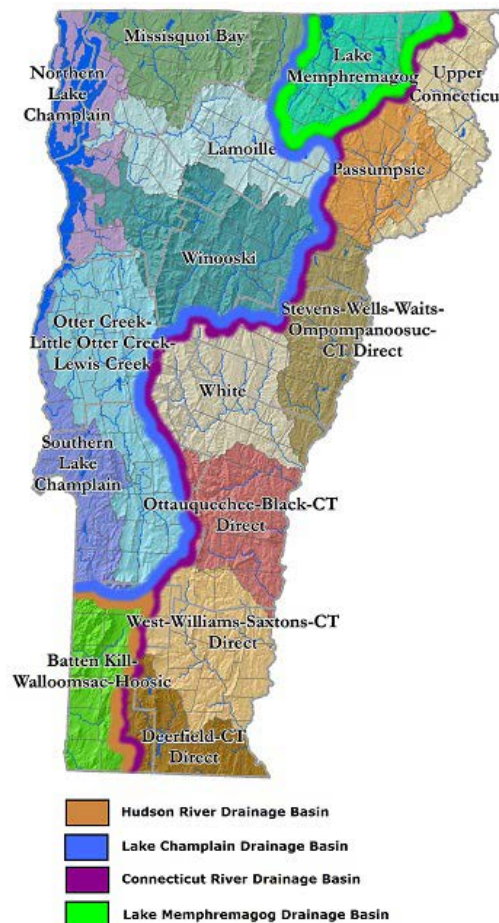 Missisquoi Bay
Northern
Lake
Champlain
Lake
Memphremagog
Upper
Connecticut
Lamoille
Passumpsic
Winooski
Stevens-Wells-Waits-
Ompompanoosuc-
CT Direct
Otter Creek-
Little Otter Creek-
Lewis Creek
White
Southern
Lake
Champlain
Ottauquechee-Black-CT
Direct
West-Williams-Saxtons-CT
Direct
Batten Kill-
Walloomsac-Hoosic
Deerfield-CT
Direct
Hudson River Drainage Basin
Lake Champlain Drainage Basin
Connecticut River Drainage Basin
Lake Memphremagog Drainage Basin